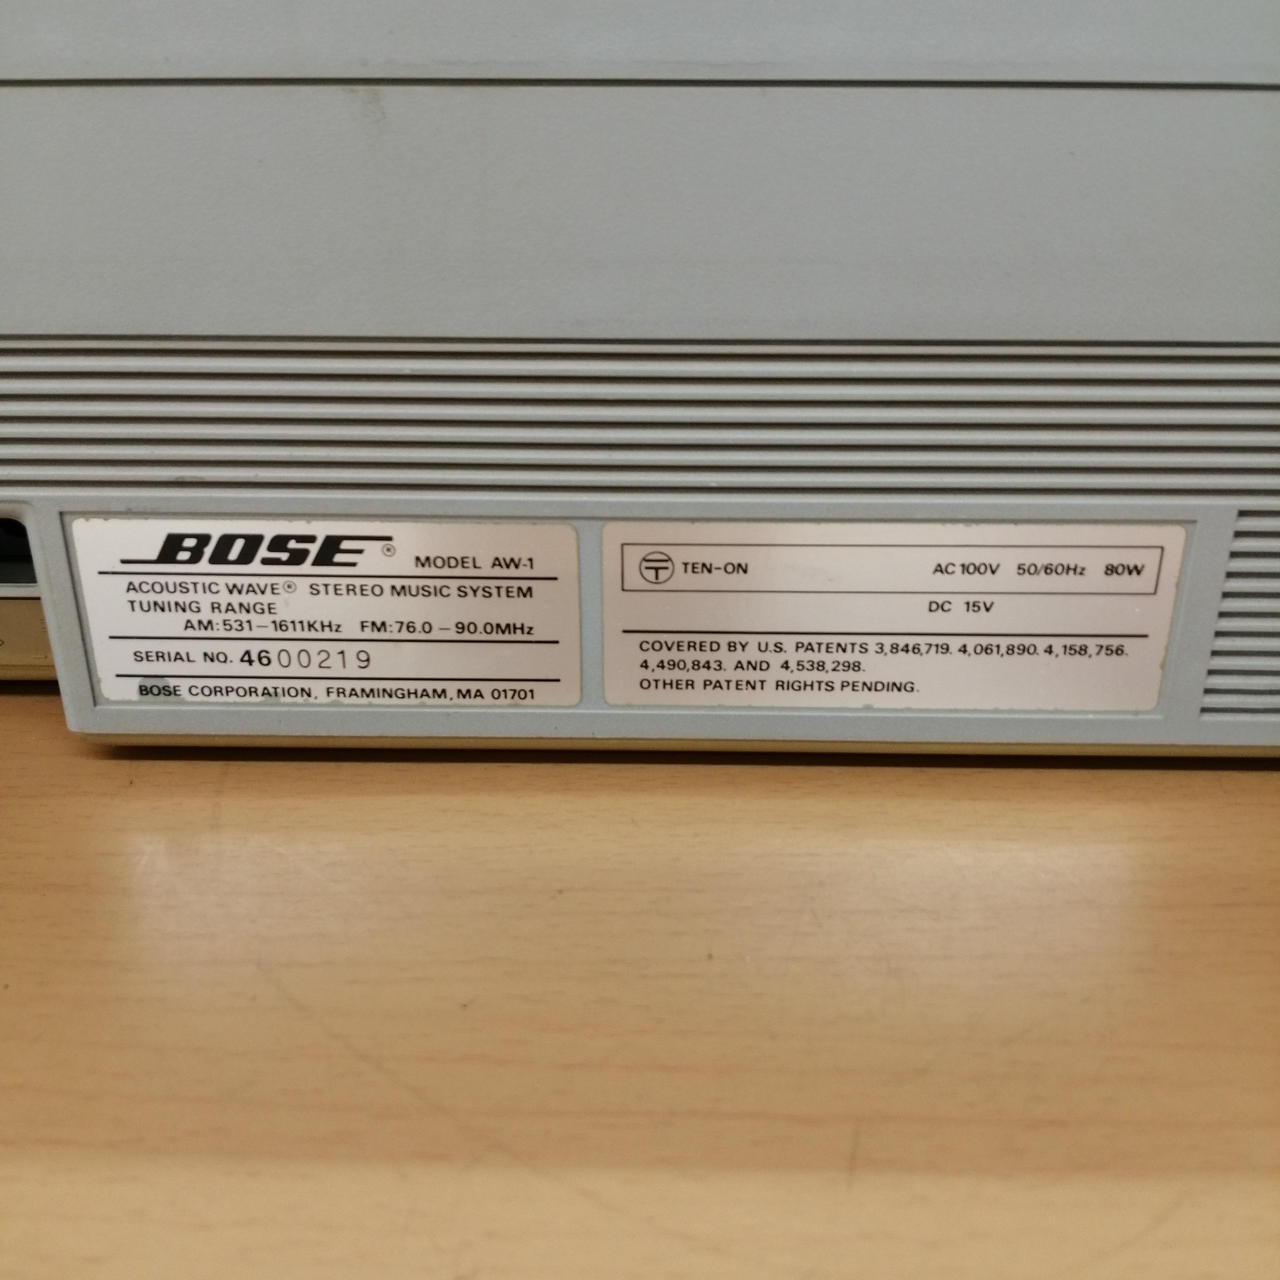 BOSE® MODEL AW-1
ACOUSTIC WAVE® STEREO MUSIC SYSTEM
TUNING RANGE
AM:531-1611KHz FM:76.0-90.0MHz
SERIAL NO. 4600219
BOSE CORPORATION, FRAMINGHAM, MA 01701
T TEN-ON AC100V 50/60Hz 80W
DC 15V
COVERED BY U.S. PATENTS 3,846,719. 4,061,890. 4,158,756.
4,490,843. AND 4,538,298.
OTHER PATENT RIGHTS PENDING.